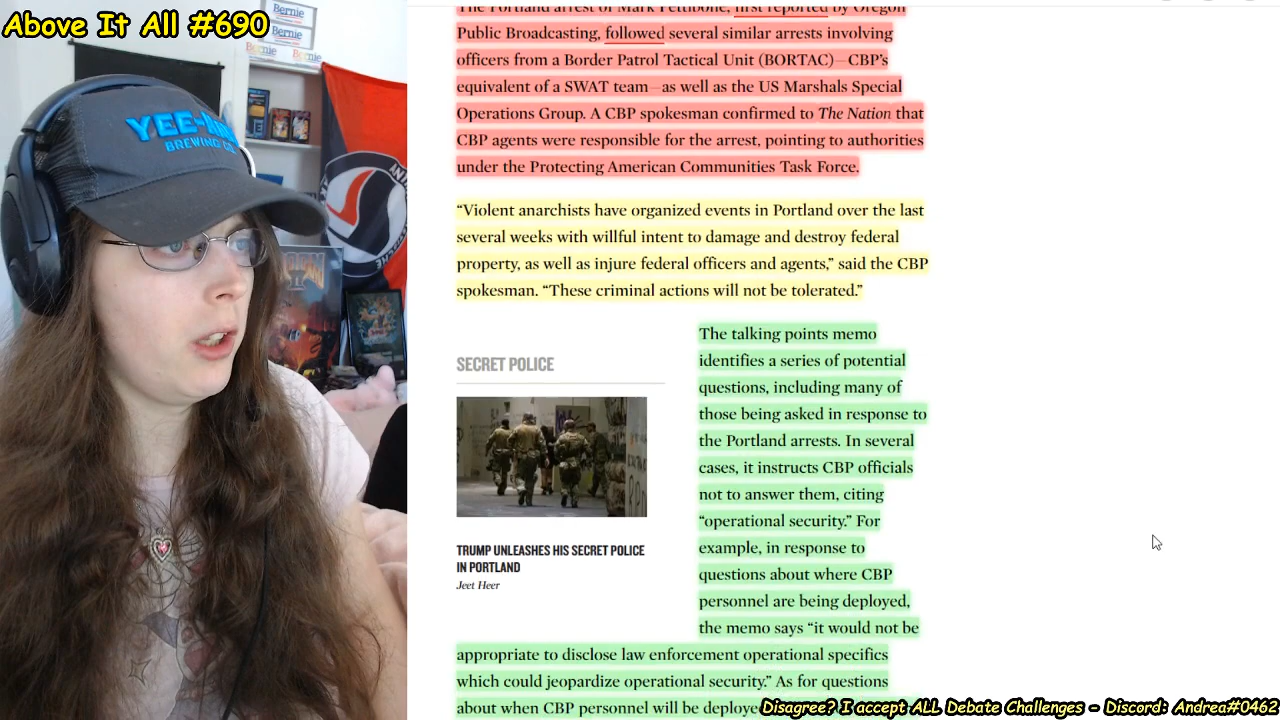 Above It All #690
Bernie
Bernie
Bernie
YEE-
BREWING CO
The Portland arrest of Mark Pettibone, first reported by Oregon
Public Broadcasting, followed several similar arrests involving
officers from a Border Patrol Tactical Unit (BORTAC)—CBP’s
equivalent of a SWAT team—as well as the US Marshals Special
Operations Group. A CBP spokesman confirmed to The Nation that
CBP agents were responsible for the arrest, pointing to authorities
under the Protecting American Communities Task Force.
“Violent anarchists have organized events in Portland over the last
several weeks with willful intent to damage and destroy federal
property, as well as injure federal officers and agents,” said the CBP
spokesman. “These criminal actions will not be tolerated.”
SECRET POLICE
TRUMP UNLEASHES HIS SECRET POLICE
IN PORTLAND
Jeet Heer
The talking points memo
identifies a series of potential
questions, including many of
those being asked in response to
the Portland arrests. In several
cases, it instructs CBP officials
not to answer them, citing
“operational security.” For
example, in response to
questions about where CBP
personnel are being deployed,
the memo says “it would not be
appropriate to disclose law enforcement operational specifics
which could jeopardize operational security.” As for questions
about when CBP personnel will be deploye
Disagree? I accept ALL Debate Challenges - Discord: Andrea#0462